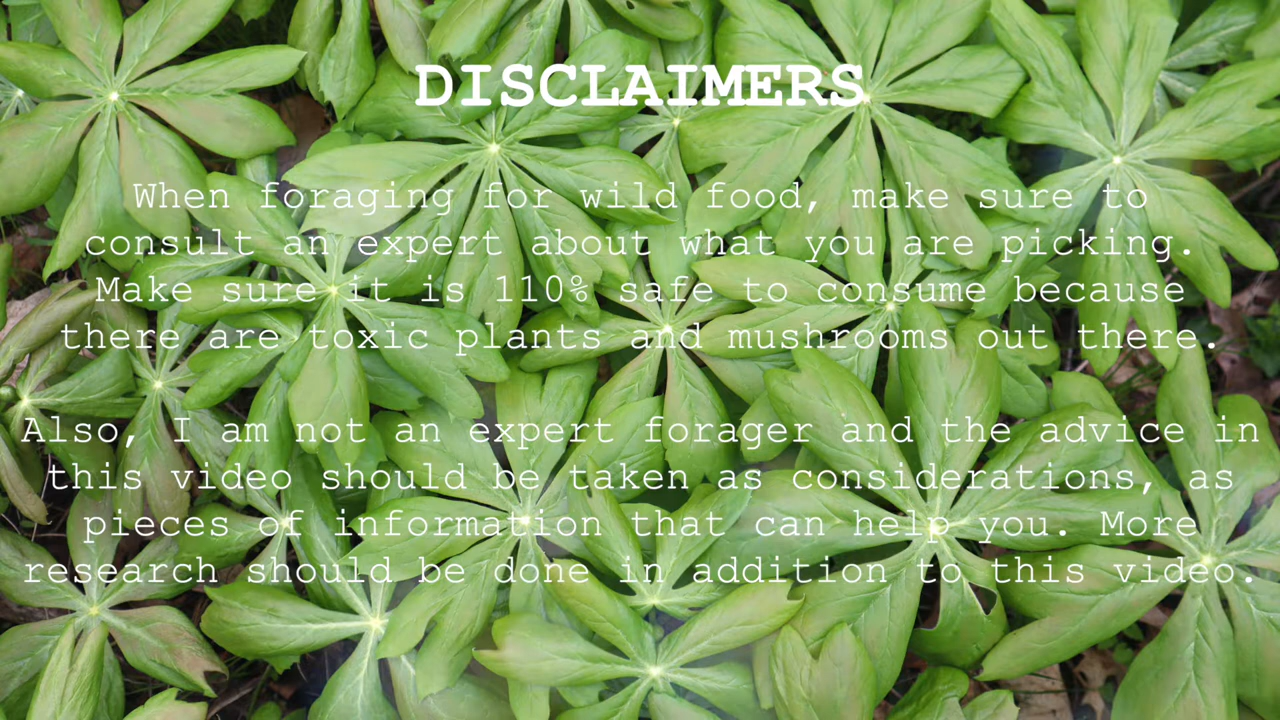 DISCLAIMERS
When foraging for wild food, make sure to
consult an expert about what you are picking.
Make sure it is 110% safe to consume because
there are toxic plants and mushrooms out there.
Also, I am not an expert forager and the advice in
this video should be taken as considerations, as
pieces of information that can help you. More
research should be done in addition to this video.